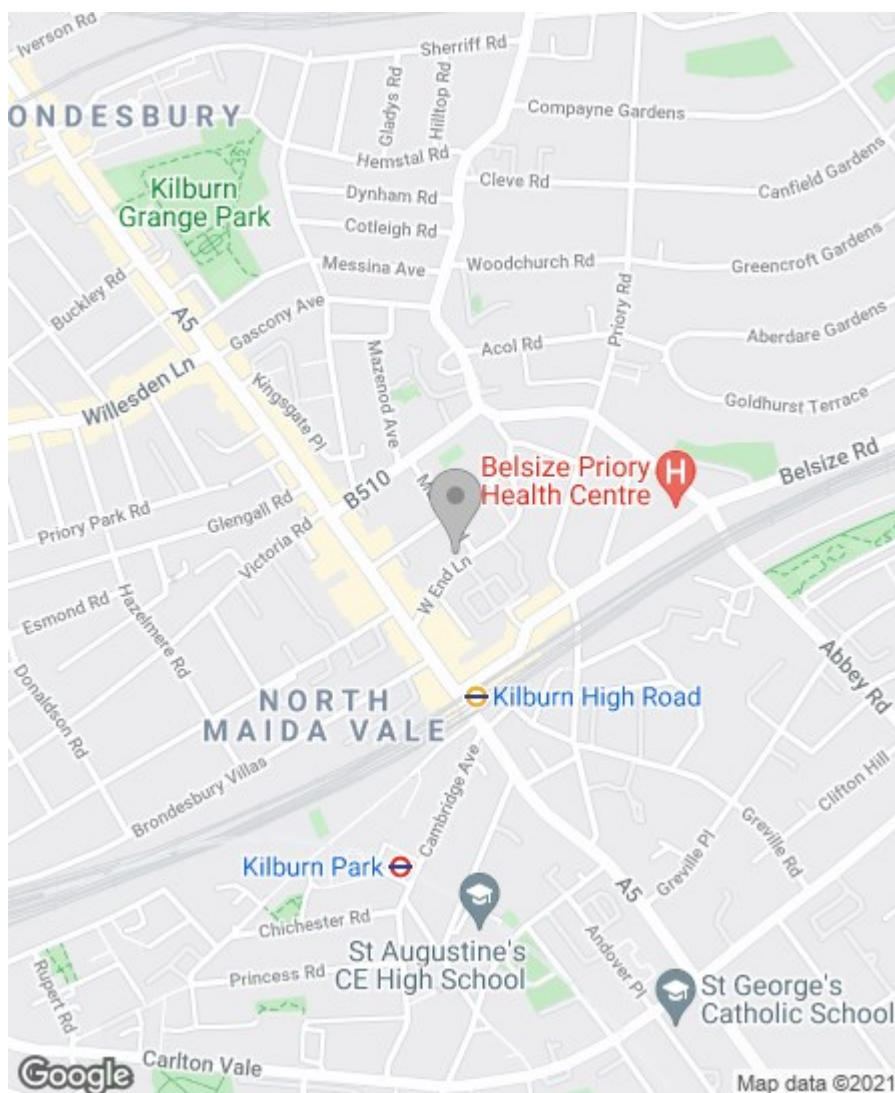 Iverson Rd
Sherriff Rd
ONDESBURY
Gladys Rd
Hilltop Rd
Compayne Gardens
Hemstal Rd
Kilburn
Grange Park
Cleve Rd
Canfield Gardens
Dynham Rd
Cotleigh Rd
Messina Ave
Woodchurch Rd
Greencroft Gardens
Buckley Rd
A5
Gascony Ave
Priory Rd
Aberdare Gardens
Acol Rd
Willesden Ln
Mazenod Ave
Kingsgate Pl
Goldhurst Terrace
Belsize Priory
Health Centre
H
Belsize Rd
B510
Priory Park Rd
Glengall Rd
Victoria Rd
W End Ln
Esmond Rd
Hazelmere Rd
Donaldson Rd
Abbey Rd
NORTH
MAIDA VALE
Kilburn High Road
Brondesbury Villas
Cambridge Ave
Clifton Hill
Greville Pl
Greville Rd
Kilburn Park
A5
Chichester Rd
St Augustine's
CE High School
Andover Pl
Princess Rd
Rupert Rd
St George's
Catholic School
Carlton Vale
Google
Map data ©2021